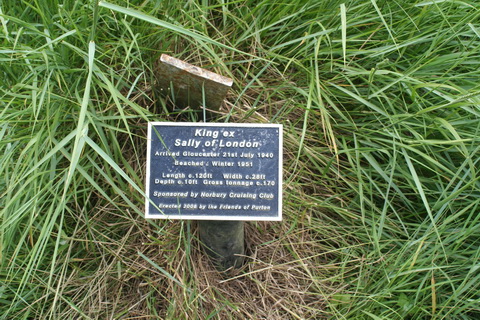 King ex
Sally of London
Arrived Gloucester 21st July 1940
Beached : Winter 1951
Length c.120ft Width c.28ft
Depth c.10ft Gross tonnage c.170
Sponsored by Norbury Cruising Club
Erected 2008 by the Friends of Purton